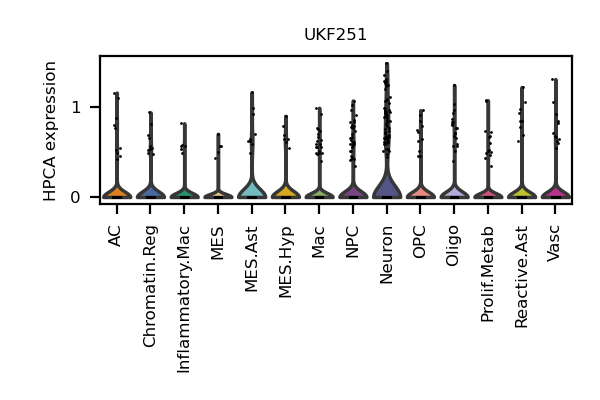 UKF251
HPCA expression
1
0
AC
Chromatin.Reg
Inflammatory.Mac
MES
MES.Ast
MES.Hyp
Mac
NPC
Neuron
OPC
Oligo
Prolif.Metab
Reactive.Ast
Vasc